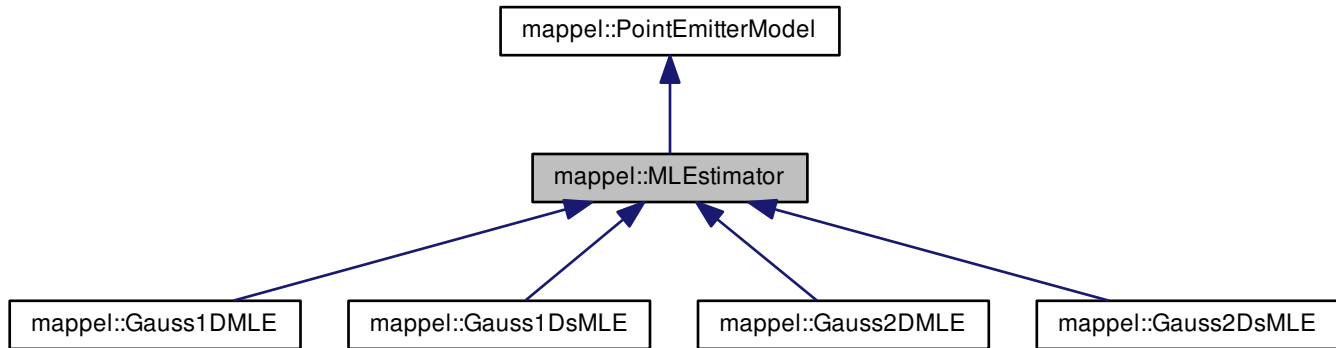 mappel::PointEmitterModel
mappel::MLEstimator
mappel::Gauss1DMLE
mappel::Gauss1DsMLE
mappel::Gauss2DMLE
mappel::Gauss2DsMLE